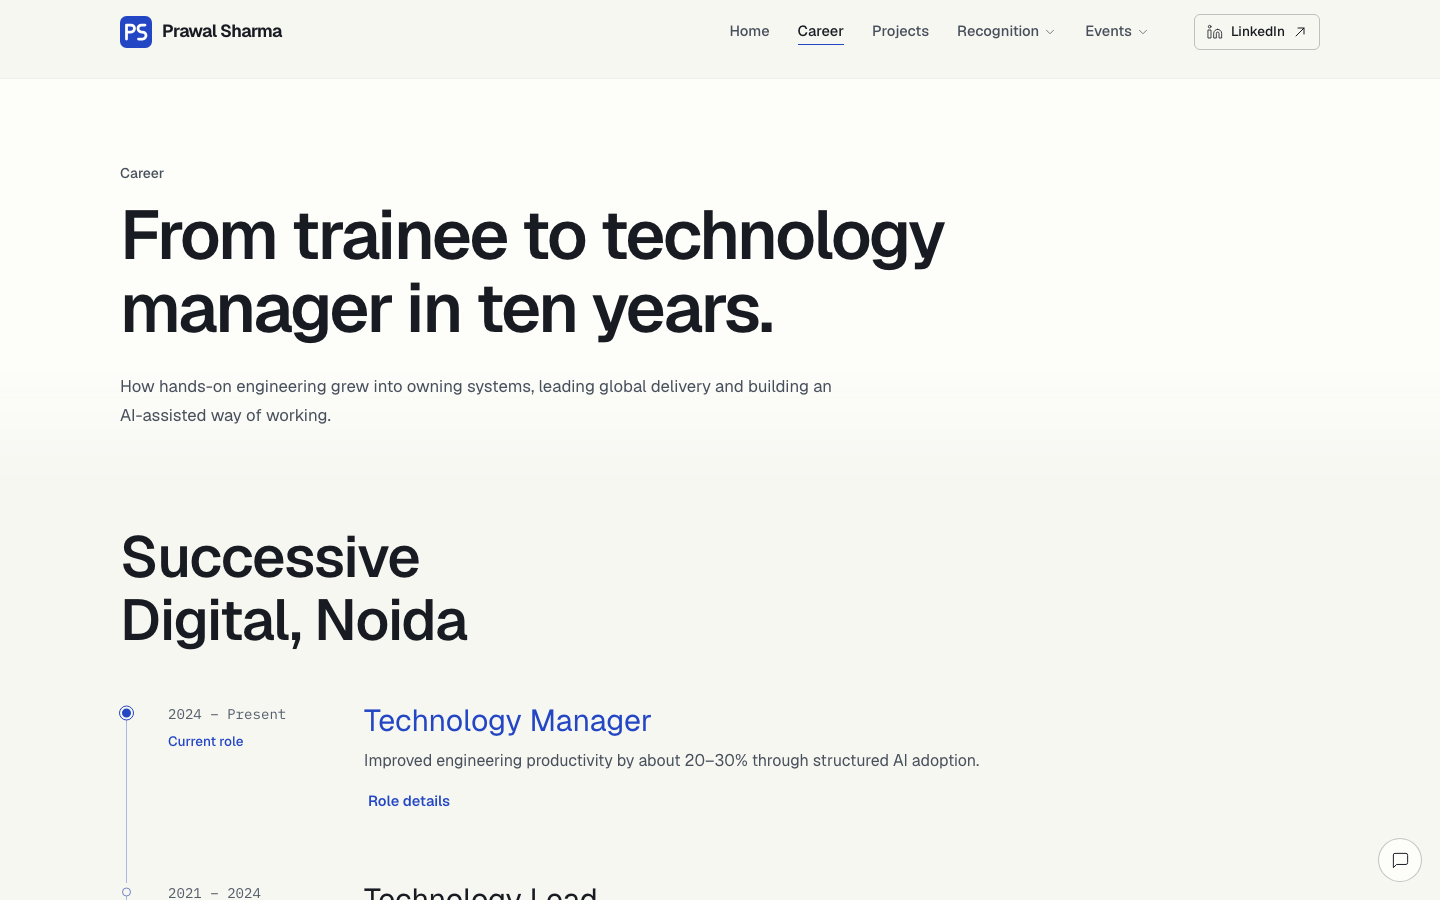 PS Prawal Sharma
Home Career Projects Recognition Events LinkedIn
Career
From trainee to technology
manager in ten years.
How hands-on engineering grew into owning systems, leading global delivery and building an
AI-assisted way of working.
Successive
Digital, Noida
2024 – Present
Current role
Technology Manager
Improved engineering productivity by about 20–30% through structured AI adoption.
Role details
2021 – 2024
Technology Lead